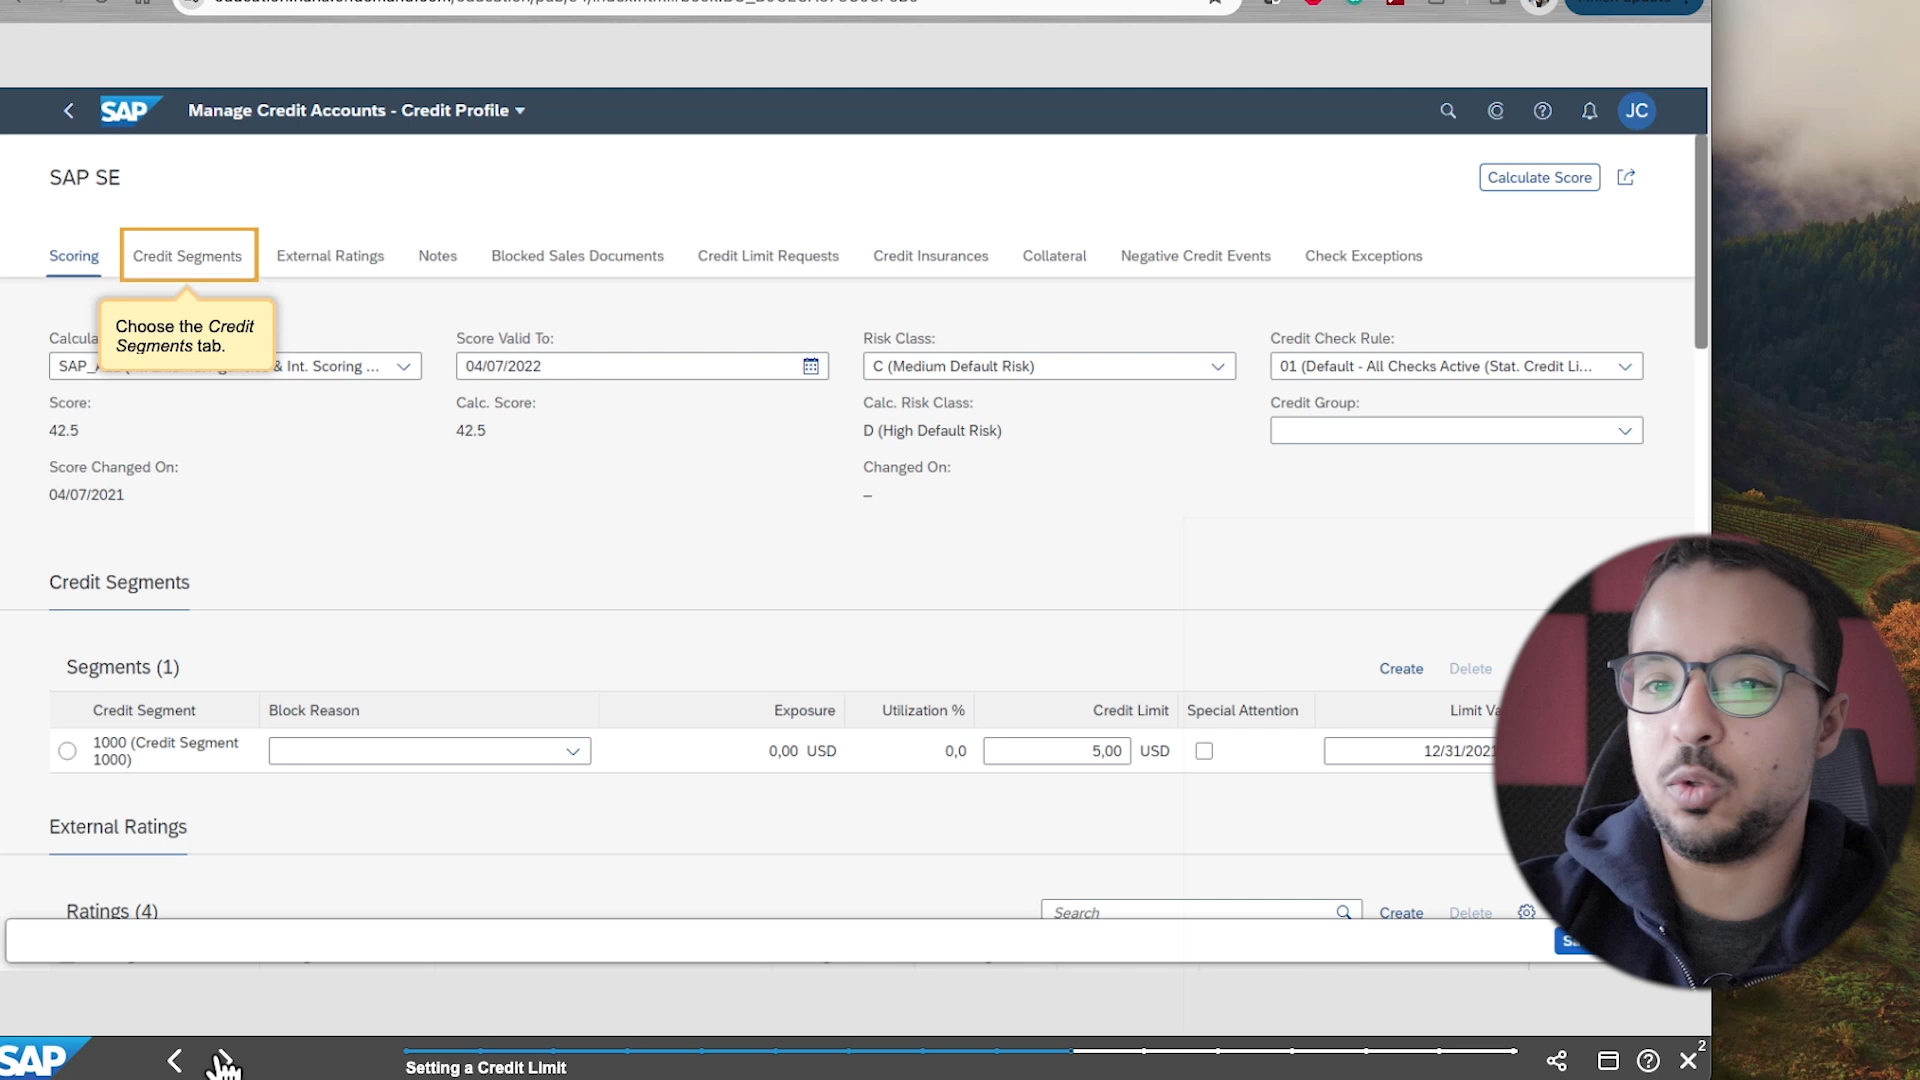 SAP Manage Credit Accounts - Credit Profile
JC
SAP SE
Calculate Score
Scoring Credit Segments External Ratings Notes Blocked Sales Documents Credit Limit Requests Credit Insurances Collateral Negative Credit Events Check Exceptions
Choose the Credit
Segments tab.
Score Valid To: Risk Class: Credit Check Rule:
& Int. Scoring ... 04/07/2022 C (Medium Default Risk) 01 (Default - All Checks Active (Stat. Credit Li...
Score: Calc. Score: Calc. Risk Class: Credit Group:
42.5 42.5 D (High Default Risk)
Score Changed On: Changed On:
04/07/2021 –
Credit Segments
Segments (1) Create Delete
Credit Segment Block Reason Exposure Utilization % Credit Limit Special Attention Limit
1000 (Credit Segment
1000) 0,00 USD 0,0 5,00 USD 12/31/2021
External Ratings
Ratings (4) Search Create Delete
SAP Setting a Credit Limit 2